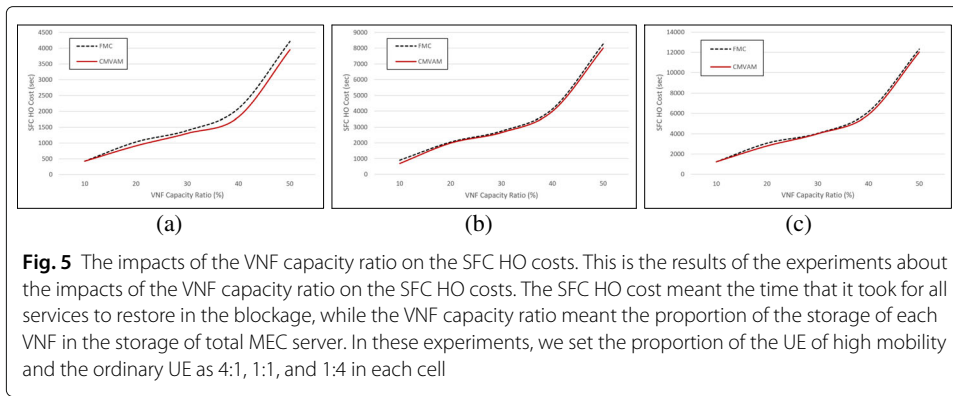 4500
4000
3500
3000
2500
2000
1500
1000
500
0
SFC HO Cost (sec)
FMC
CMVAM
10 20 30 40 50
VNF Capacity Ratio (%)
(a)
9000
8000
7000
6000
5000
4000
3000
2000
1000
0
SFC HO Cost (sec)
FMC
CMVAM
10 20 30 40 50
VNF Capacity Ratio (%)
(b)
14000
12000
10000
8000
6000
4000
2000
0
SFC HO Cost (sec)
FMC
CMVAM
10 20 30 40 50
VNF Capacity Ratio (%)
(c)
Fig. 5 The impacts of the VNF capacity ratio on the SFC HO costs. This is the results of the experiments about
the impacts of the VNF capacity ratio on the SFC HO costs. The SFC HO cost meant the time that it took for all
services to restore in the blockage, while the VNF capacity ratio meant the proportion of the storage of each
VNF in the storage of total MEC server. In these experiments, we set the proportion of the UE of high mobility
and the ordinary UE as 4:1, 1:1, and 1:4 in each cell